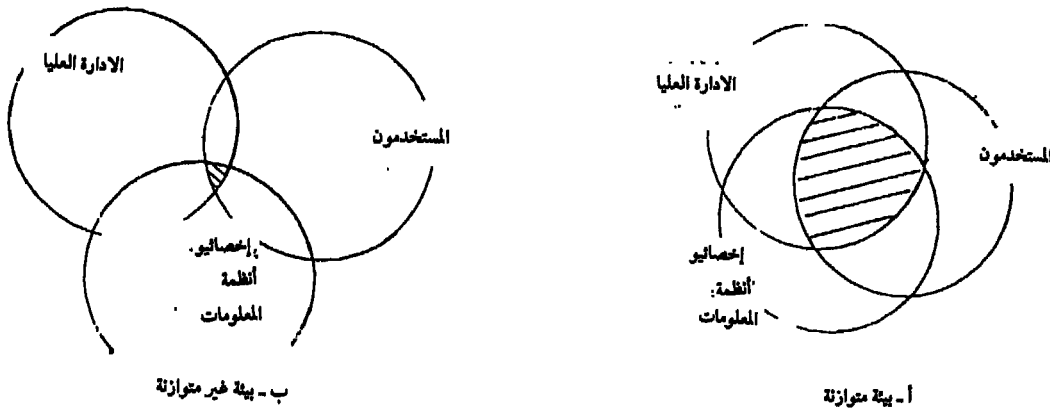 الادارة العليا
المستخدمون
إخصائيو
أنظمة
المعلومات
أ ـ بيئة متوازنة
الادارة العليا
المستخدمون
إخصائيو
أنظمة
المعلومات
ب ـ بيئة غير متوازنة